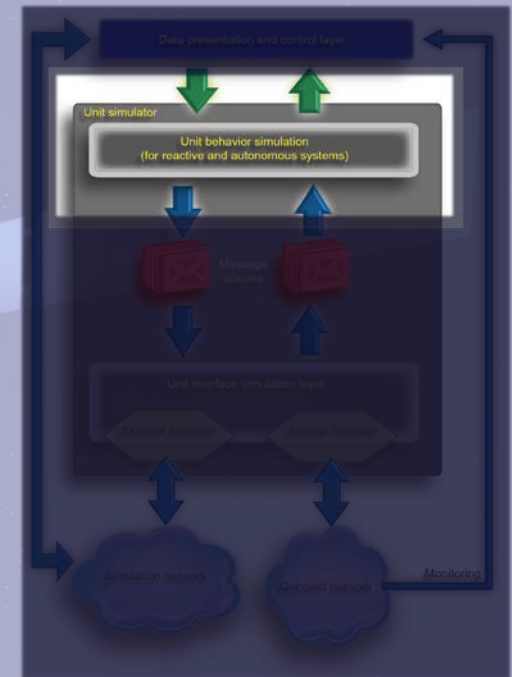 Data presentation and control layer
Unit simulator
Unit behavior simulation
(for reactive and autonomous systems)
Message
queues
Unit Interface simulation layer
External interface
Internal interface
Simulation network
Onboard network
Monitoring